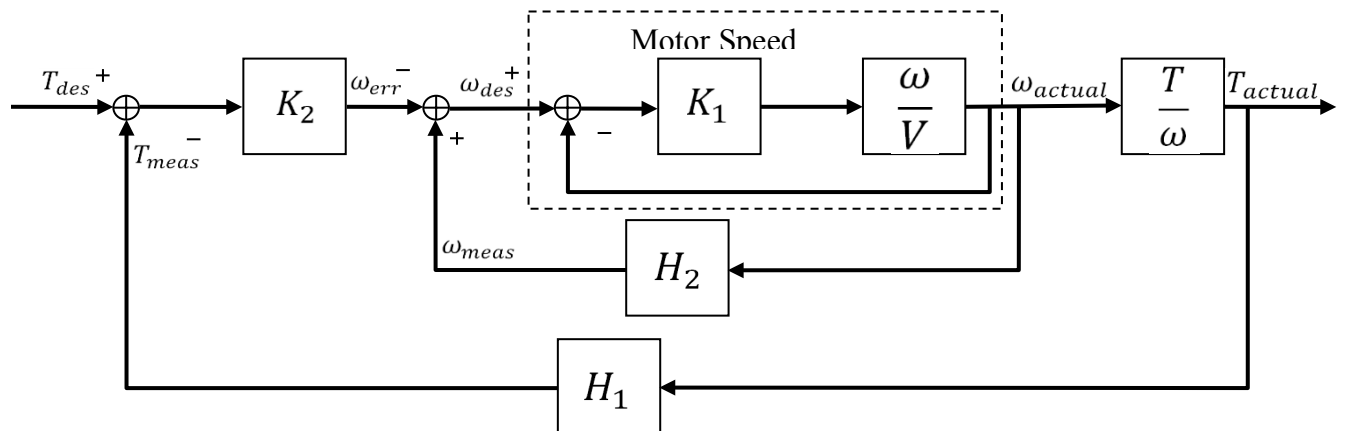 Motor Speed
T_des + K_2 ω_err − ω_des + K_1 ω/V ω_actual T/ω T_actual
−
+
T_meas −
ω_meas H_2
H_1